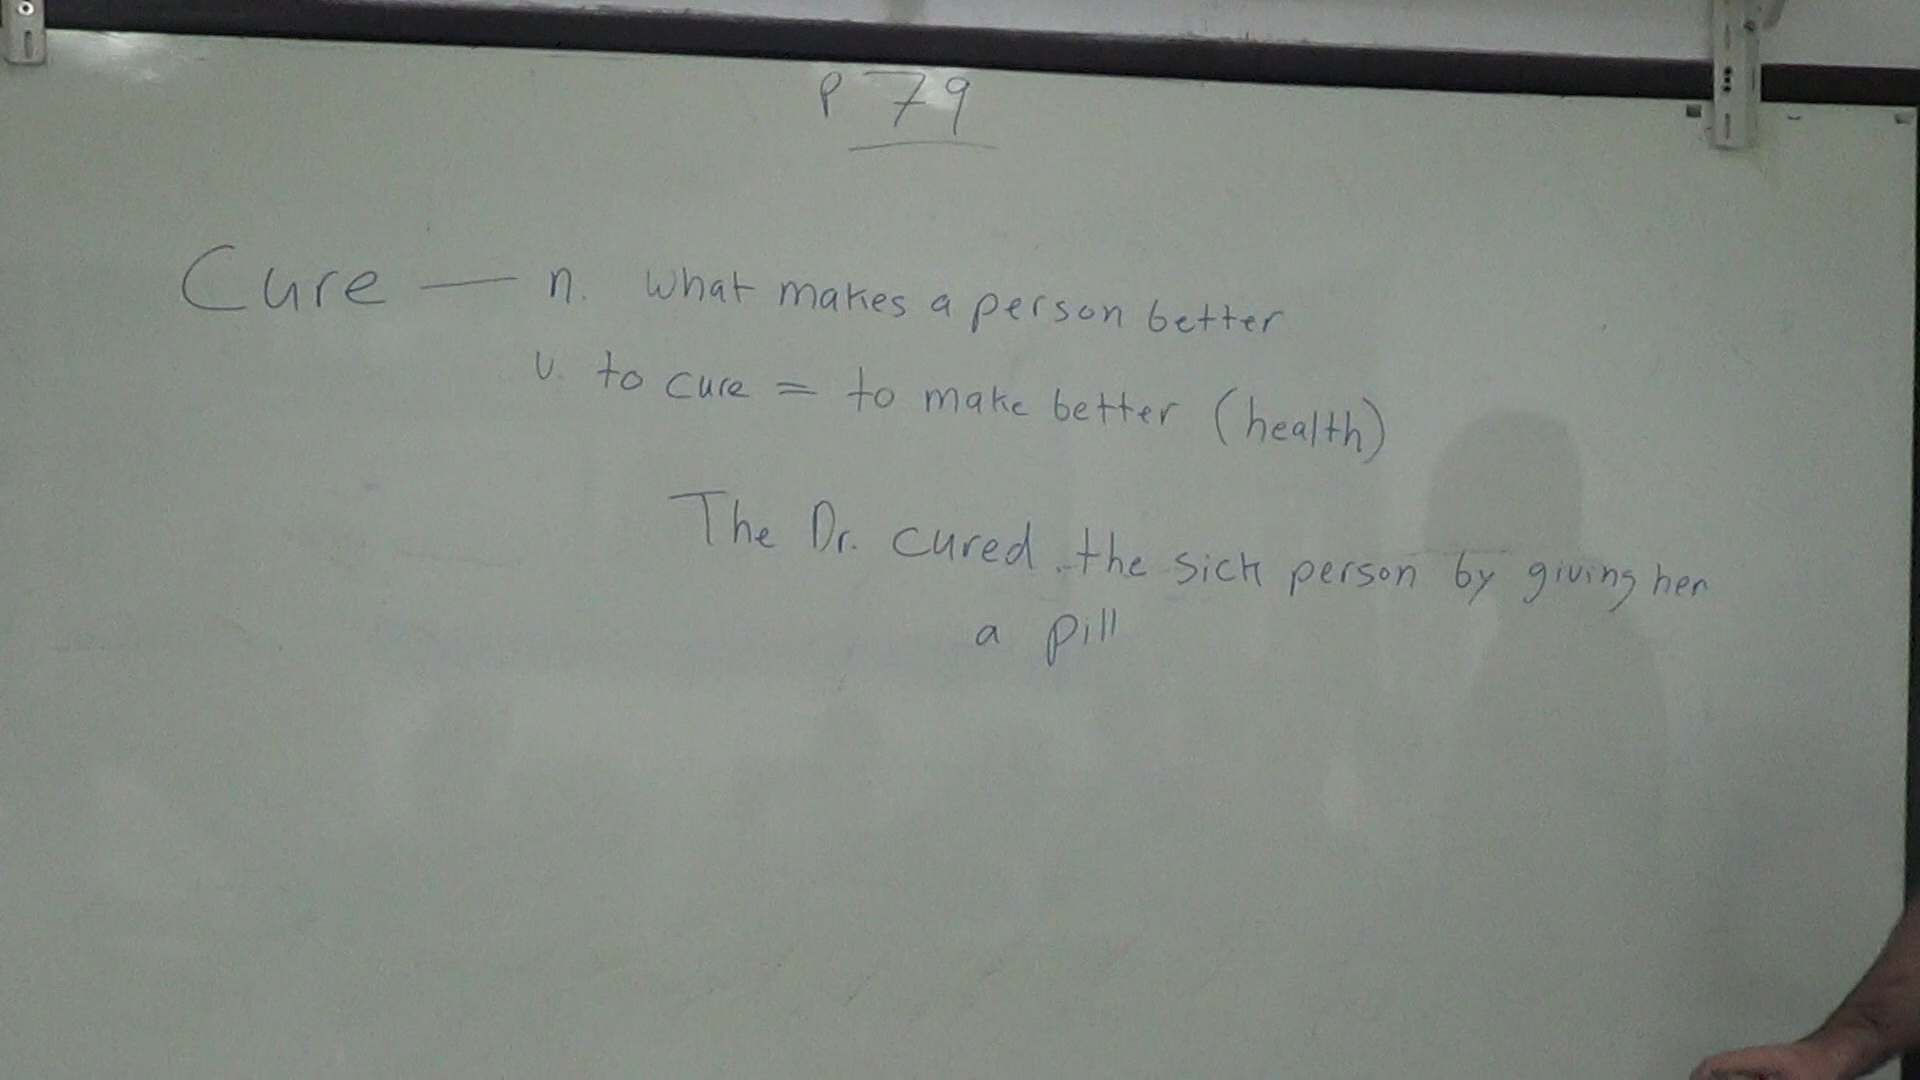 P 79
Cure — n. What makes a person better
v. to cure = to make better (health)
The Dr. cured the sick person by giving her
a pill